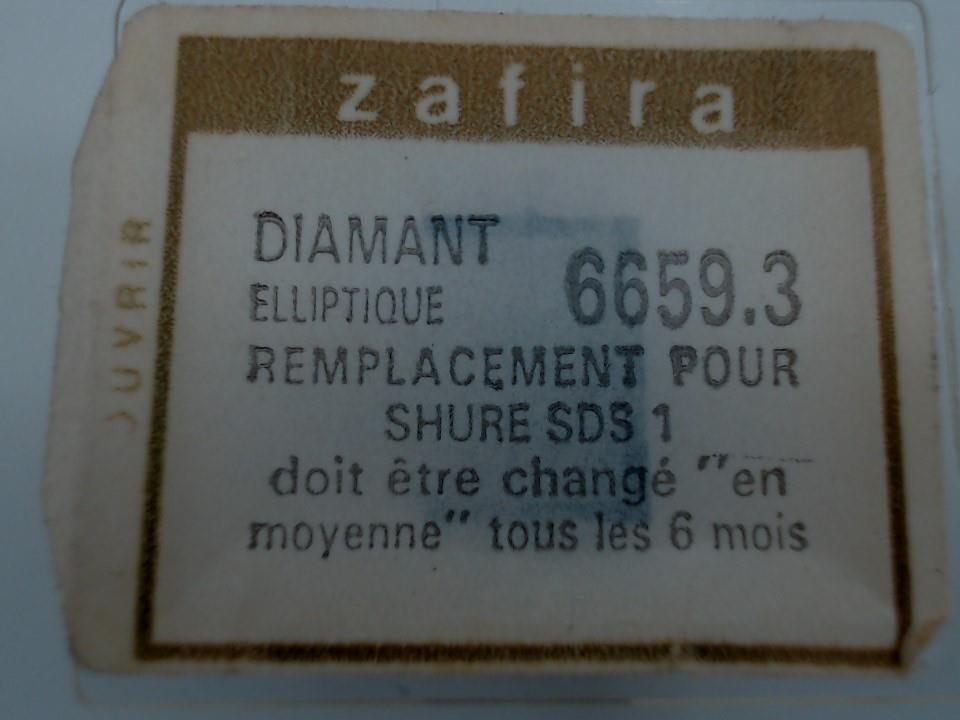 zafira
DIAMANT
ELLIPTIQUE
6659.3
REMPLACEMENT POUR
SHURE SDS 1
doit être changé "en
moyenne" tous les 6 mois
OUVRIR